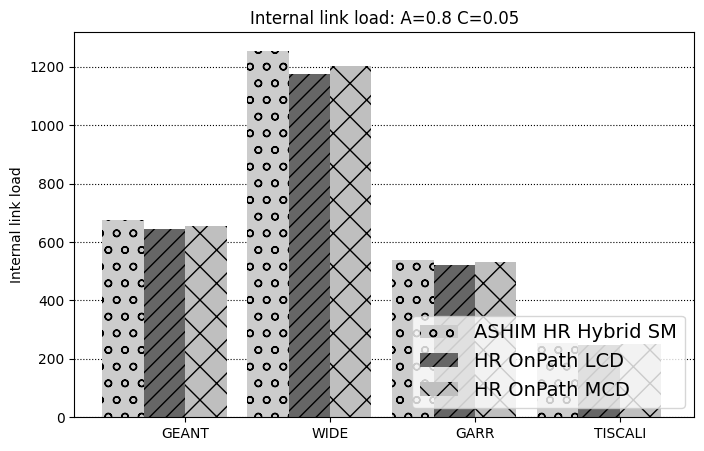 Internal link load: A=0.8 C=0.05
Internal link load
1200
1000
800
600
400
200
0
ASHIM HR Hybrid SM
HR OnPath LCD
HR OnPath MCD
GEANT WIDE GARR TISCALI